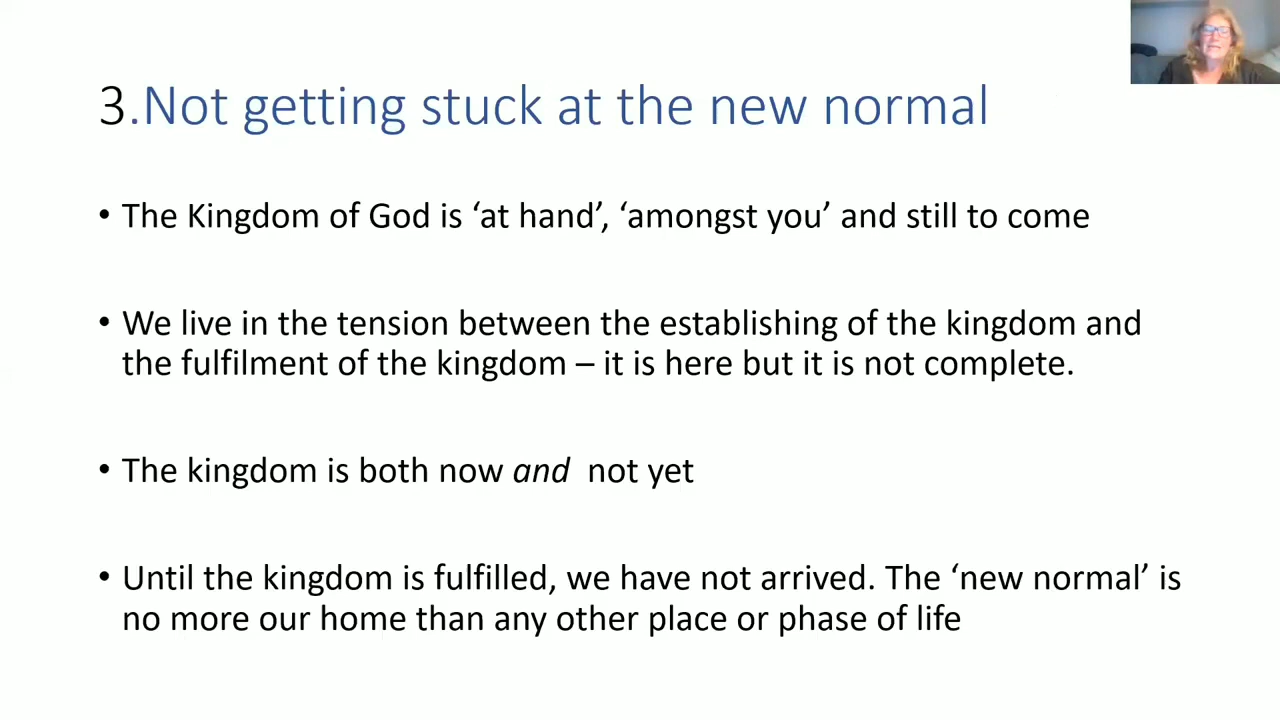 3.Not getting stuck at the new normal
• The Kingdom of God is ‘at hand’, ‘amongst you’ and still to come
• We live in the tension between the establishing of the kingdom and
the fulfilment of the kingdom – it is here but it is not complete.
• The kingdom is both now and  not yet
• Until the kingdom is fulfilled, we have not arrived. The ‘new normal’ is
no more our home than any other place or phase of life